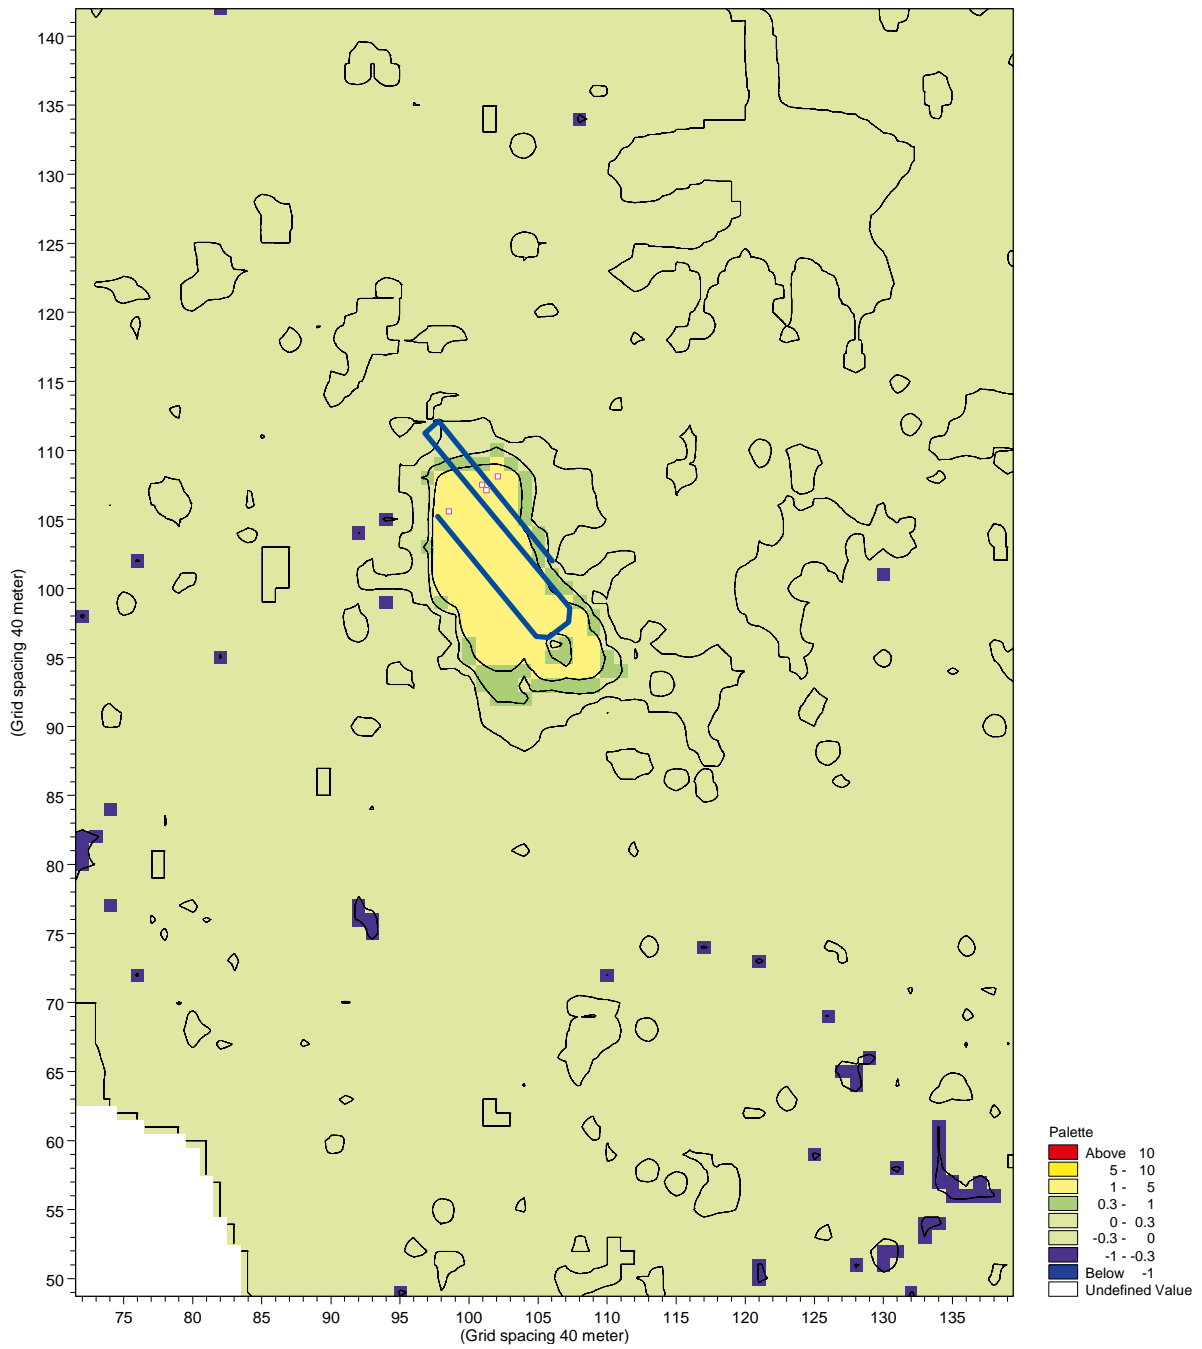 140
135
130
125
120
115
110
105
100
95
90
85
80
75
70
65
60
55
50
(Grid spacing 40 meter)
75 80 85 90 95 100 105 110 115 120 125 130 135
(Grid spacing 40 meter)
Palette
Above 10
5 - 10
1 - 5
0.3 - 1
0 - 0.3
-0.3 - 0
-1 - -0.3
Below -1
Undefined Value